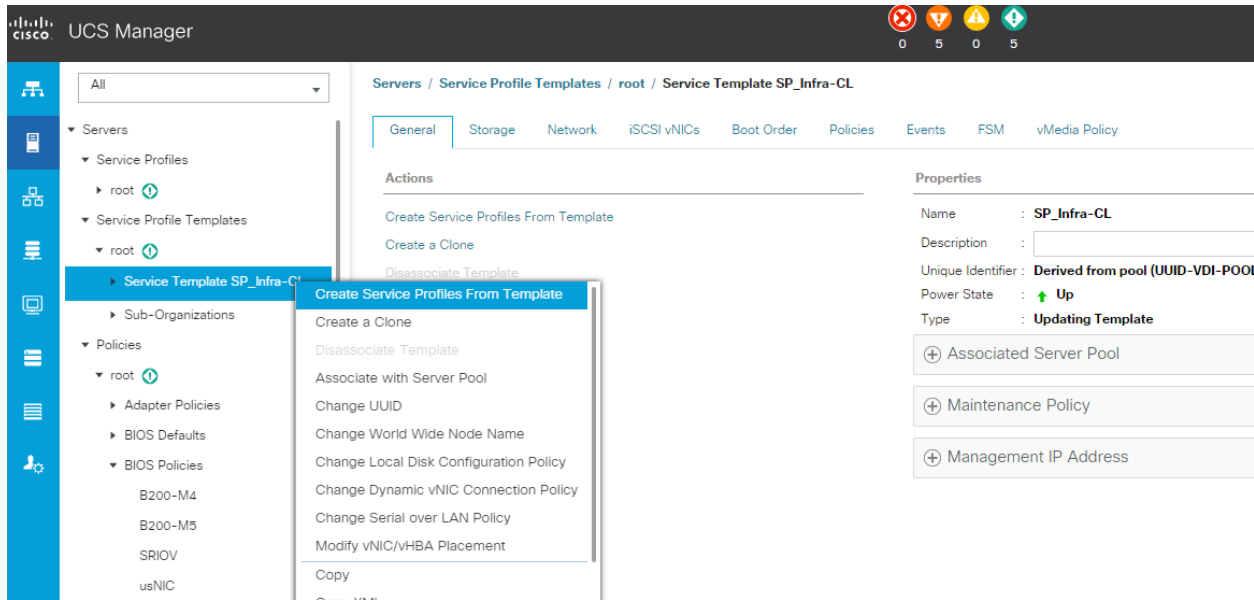 cisco UCS Manager
0 5 0 5
All
Servers
Service Profiles
root
Service Profile Templates
root
Service Template SP_Infra-CL
Sub-Organizations
Policies
root
Adapter Policies
BIOS Defaults
BIOS Policies
B200-M4
B200-M5
SRIOV
usNIC
Servers / Service Profile Templates / root / Service Template SP_Infra-CL
General Storage Network iSCSI vNICs Boot Order Policies Events FSM vMedia Policy
Actions
Create Service Profiles From Template
Create a Clone
Disassociate Template
Create Service Profiles From Template
Create a Clone
Disassociate Template
Associate with Server Pool
Change UUID
Change World Wide Node Name
Change Local Disk Configuration Policy
Change Dynamic vNIC Connection Policy
Change Serial over LAN Policy
Modify vNIC/vHBA Placement
Copy
Copy XML
Properties
Name : SP_Infra-CL
Description :
Unique Identifier : Derived from pool (UUID-VDI-POOL
Power State : Up
Type : Updating Template
Associated Server Pool
Maintenance Policy
Management IP Address